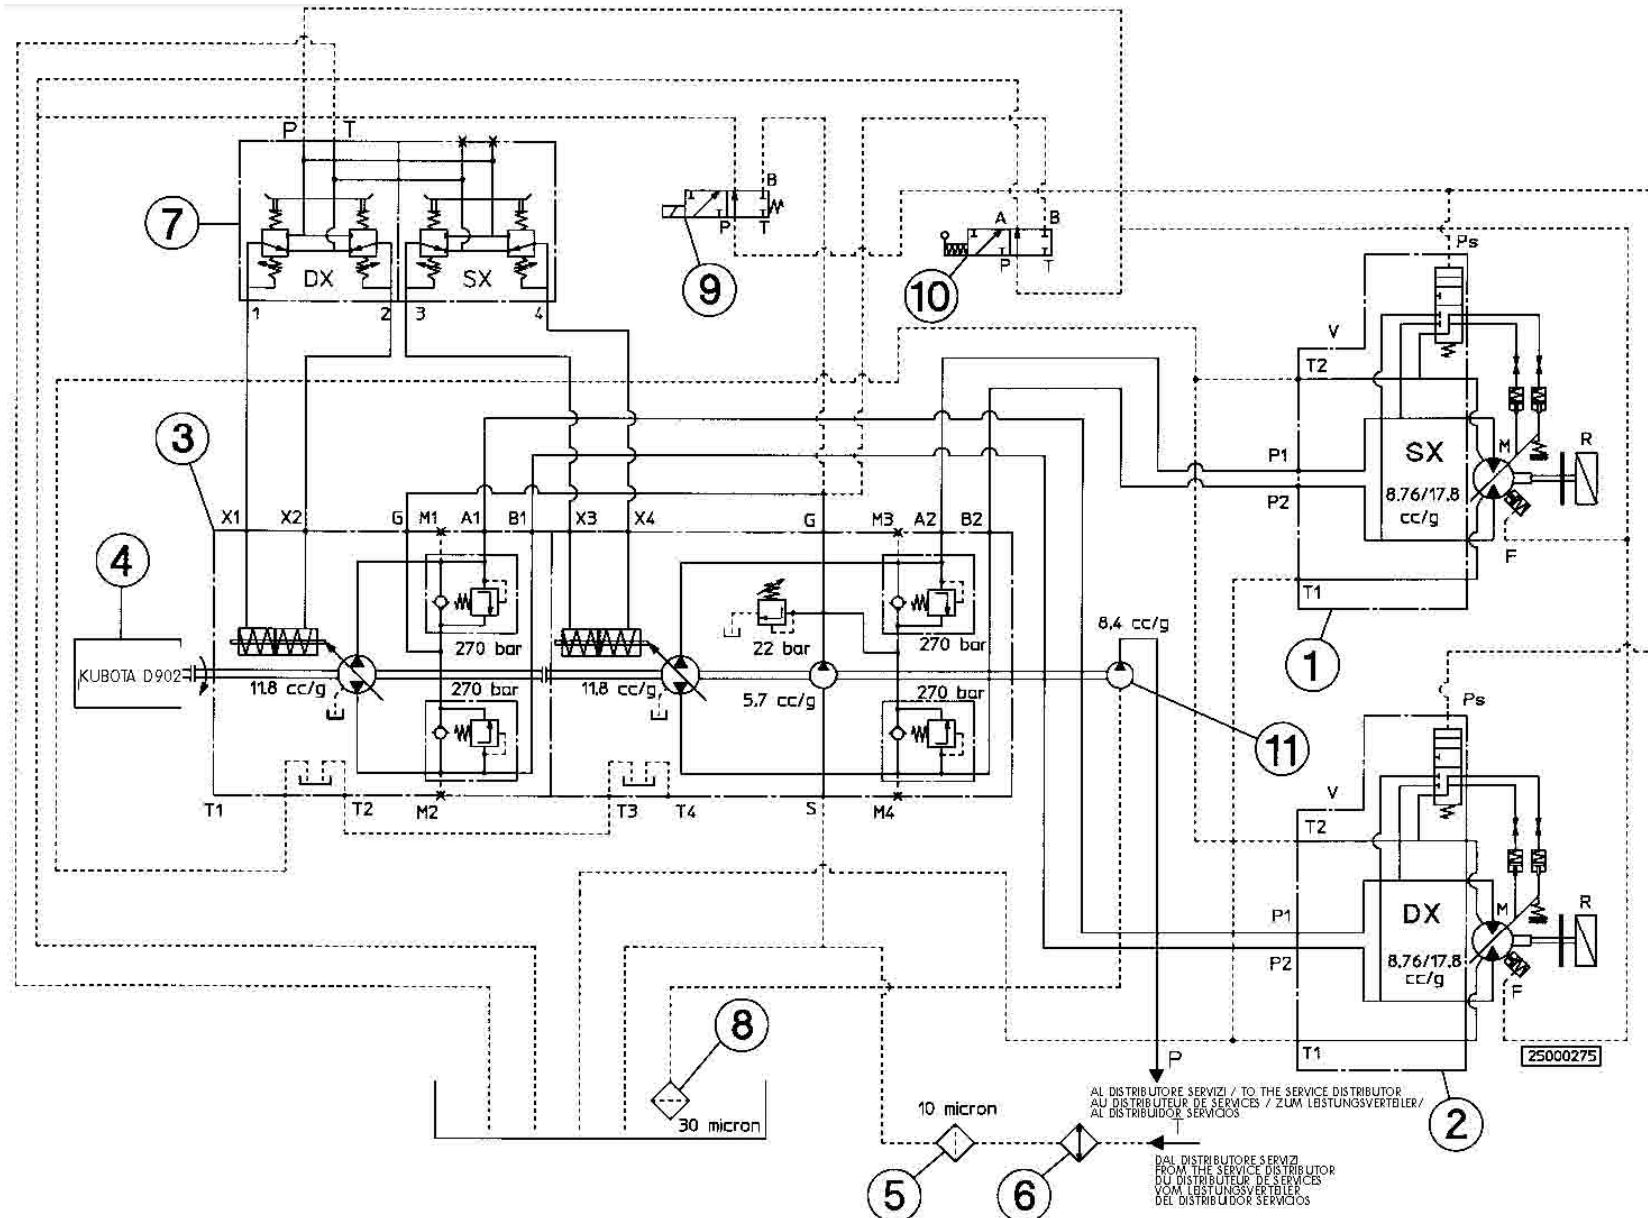 P T
7
DX SX
1 2 3 4
B
P T
9
A B
P T
10
Ps
V
T2
SX
P1
P2
8.76/17.8
cc/g
M
R
F
T1
1
3
X1 X2 G M1 A1 B1 X3 X4 G M3 A2 B2
4
KUBOTA D902
11,8 cc/g
270 bar
270 bar
11,8 cc/g
22 bar
5,7 cc/g
270 bar
270 bar
8,4 cc/g
11
T1 T2 M2 T3 T4 S M4
Ps
V
T2
DX
P1
P2
8.76/17.8
cc/g
M
R
F
T1
2
25000275
8
30 micron
P
AL DISTRIBUTORE SERVIZI / TO THE SERVICE DISTRIBUTOR
AU DISTRIBUTEUR DE SERVICES / ZUM LEISTUNGSVERTEILER/
AL DISTRIBUIDOR SERVICIOS
T
10 micron
5
6
DAL DISTRIBUTORE SERVIZI
FROM THE SERVICE DISTRIBUTOR
DU DISTRIBUTEUR DE SERVICES
VOM LEISTUNGSVERTEILER
DEL DISTRIBUIDOR SERVICIOS